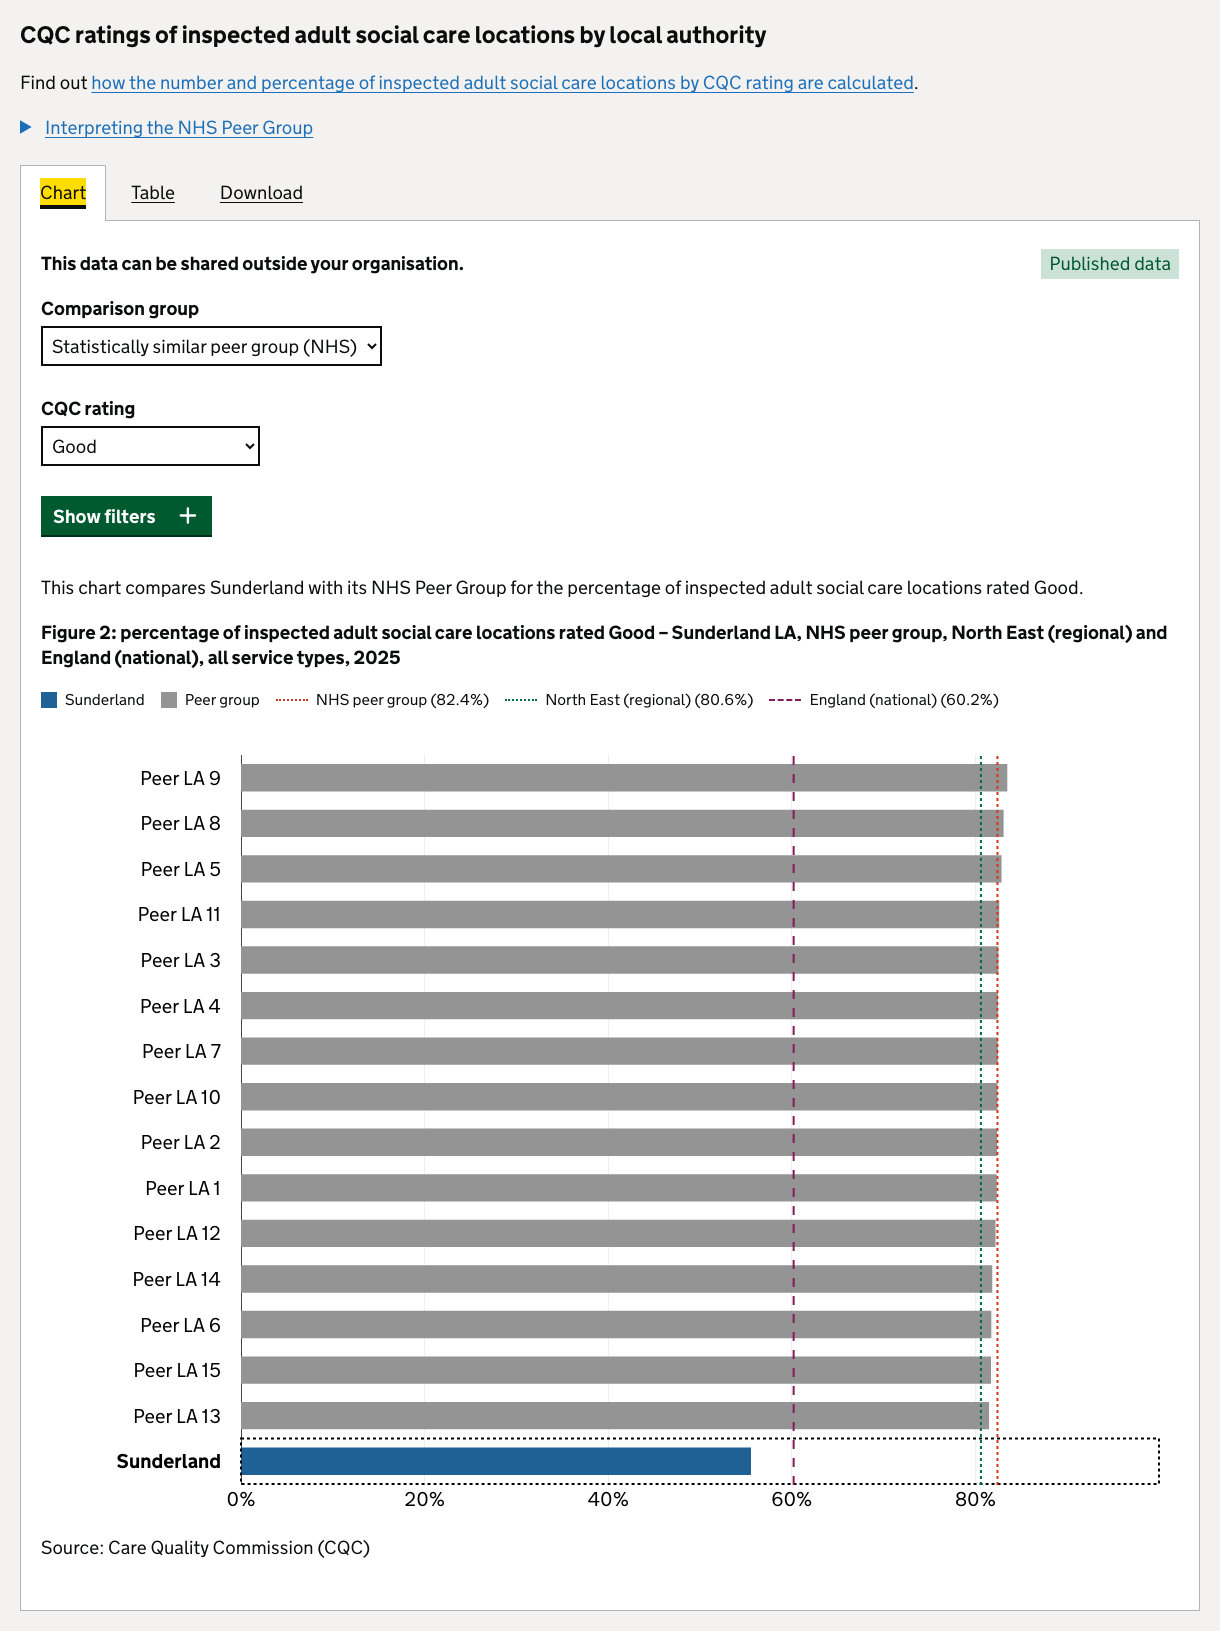 CQC ratings of inspected adult social care locations by local authority
Find out how the number and percentage of inspected adult social care locations by CQC rating are calculated.
Interpreting the NHS Peer Group
Chart Table Download
This data can be shared outside your organisation. Published data
Comparison group
Statistically similar peer group (NHS)
CQC rating
Good
Show filters +
This chart compares Sunderland with its NHS Peer Group for the percentage of inspected adult social care locations rated Good.
Figure 2: percentage of inspected adult social care locations rated Good – Sunderland LA, NHS peer group, North East (regional) and
England (national), all service types, 2025
Sunderland Peer group NHS peer group (82.4%) North East (regional) (80.6%) England (national) (60.2%)
Peer LA 9
Peer LA 8
Peer LA 5
Peer LA 11
Peer LA 3
Peer LA 4
Peer LA 7
Peer LA 10
Peer LA 2
Peer LA 1
Peer LA 12
Peer LA 14
Peer LA 6
Peer LA 15
Peer LA 13
Sunderland
0% 20% 40% 60% 80%
Source: Care Quality Commission (CQC)